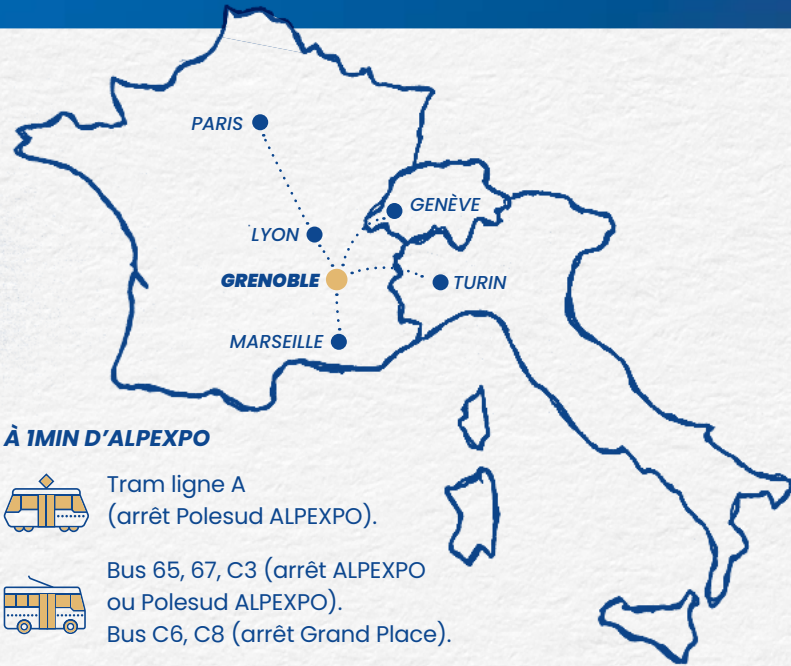 PARIS
GENÈVE
LYON
GRENOBLE
TURIN
MARSEILLE
À 1MIN D'ALPEXPO
Tram ligne A
(arrêt Polesud ALPEXPO).
Bus 65, 67, C3 (arrêt ALPEXPO
ou Polesud ALPEXPO).
Bus C6, C8 (arrêt Grand Place).